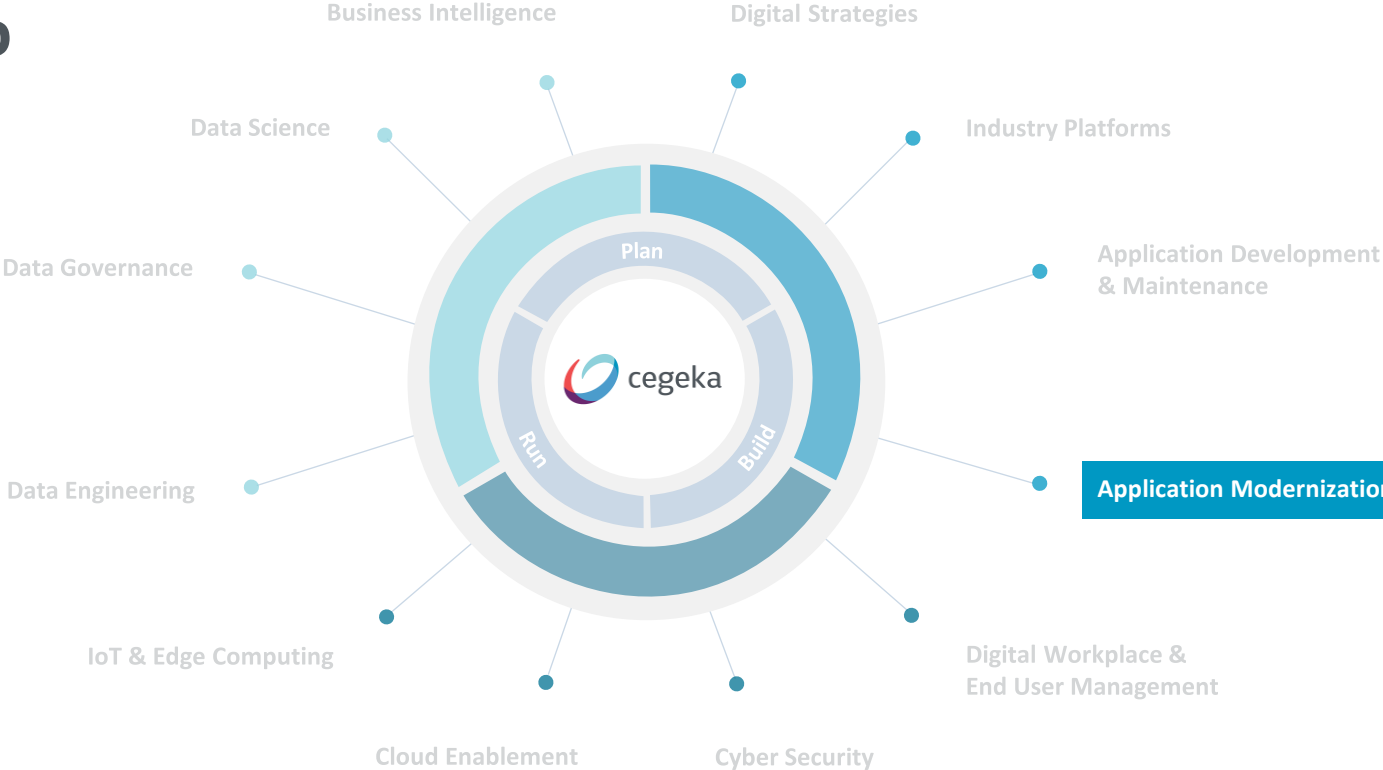 Business Intelligence
Digital Strategies
Data Science
Industry Platforms
Data Governance
Plan
Application Development
& Maintenance
cegeka
Run
Build
Data Engineering
Application Modernization
IoT & Edge Computing
Digital Workplace &
End User Management
Cloud Enablement
Cyber Security